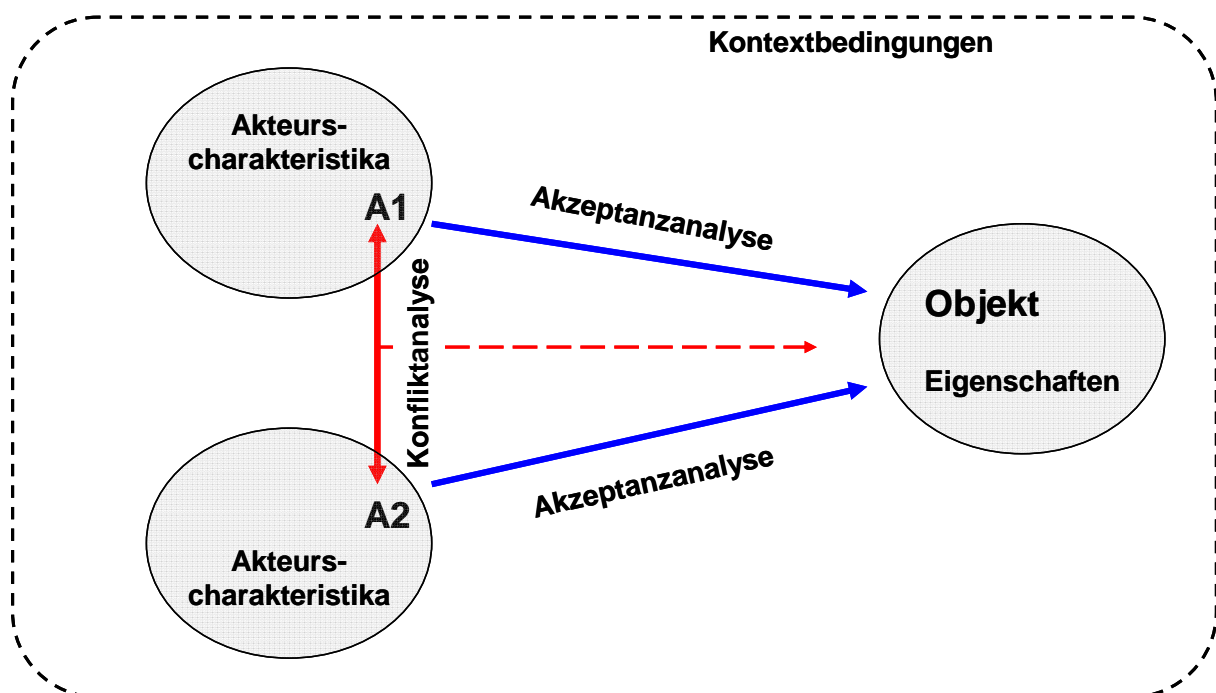 Kontextbedingungen
Akteurs-
charakteristika
A1
Akzeptanzanalyse
Konfliktanalyse
Objekt
Eigenschaften
Akzeptanzanalyse
A2
Akteurs-
charakteristika